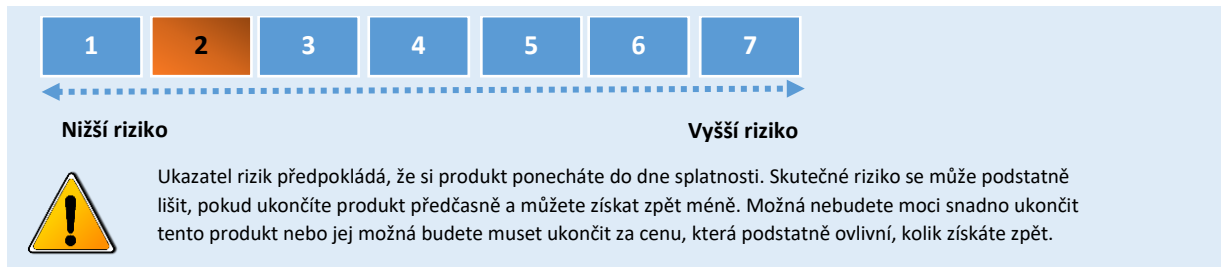 1 2 3 4 5 6 7
Nižší riziko Vyšší riziko
Ukazatel rizik předpokládá, že si produkt ponecháte do dne splatnosti. Skutečné riziko se může podstatně
lišit, pokud ukončíte produkt předčasně a můžete získat zpět méně. Možná nebudete moci snadno ukončit
tento produkt nebo jej možná budete muset ukončit za cenu, která podstatně ovlivní, kolik získáte zpět.